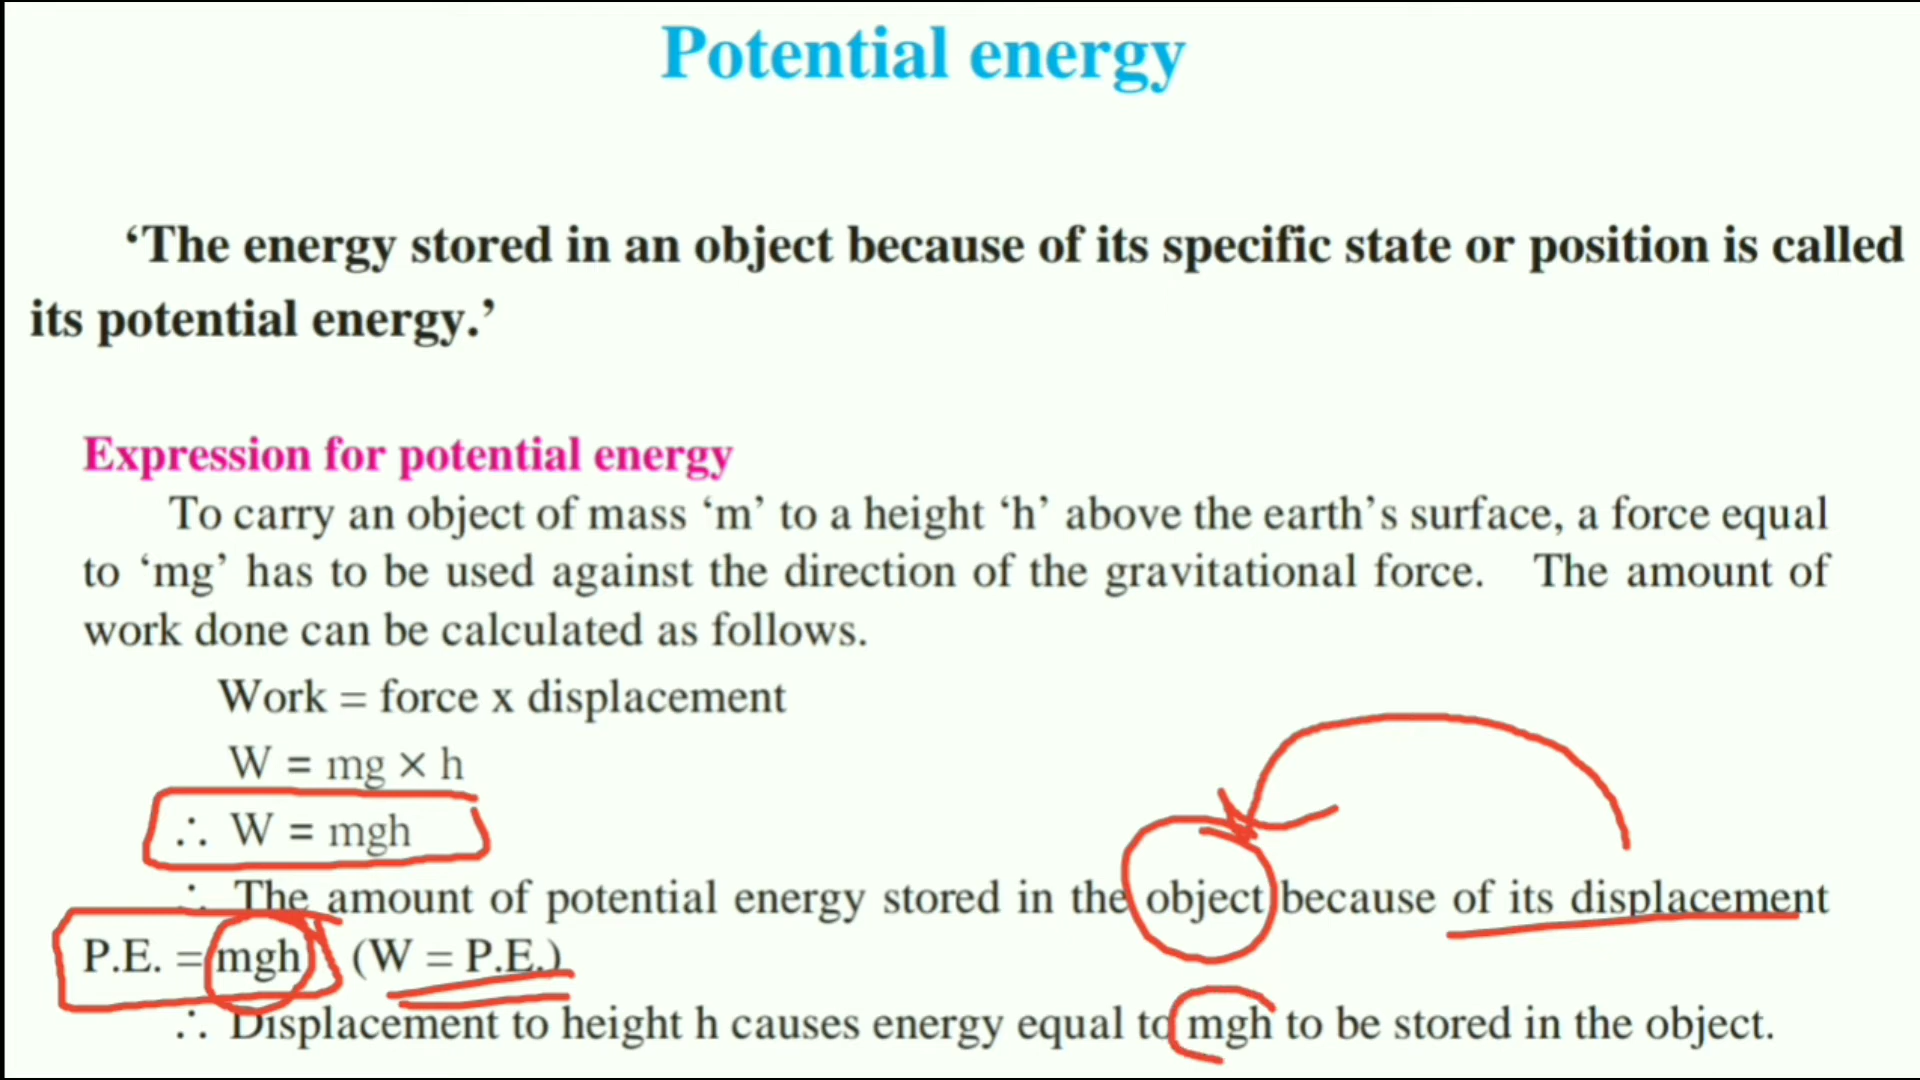 Potential energy
‘The energy stored in an object because of its specific state or position is called
its potential energy.’
Expression for potential energy
To carry an object of mass ‘m’ to a height ‘h’ above the earth’s surface, a force equal
to ‘mg’ has to be used against the direction of the gravitational force. The amount of
work done can be calculated as follows.
Work = force x displacement
W = mg × h
∴ W = mgh
∴ The amount of potential energy stored in the object because of its displacement
P.E. = mgh (W = P.E.)
∴ Displacement to height h causes energy equal to mgh to be stored in the object.